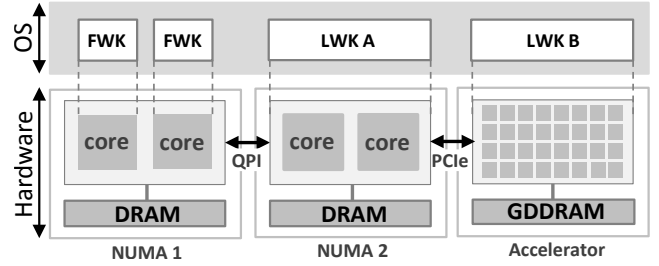 OS
FWK FWK LWK A LWK B
Hardware
core core core core
QPI PCIe
DRAM DRAM GDDRAM
NUMA 1 NUMA 2 Accelerator